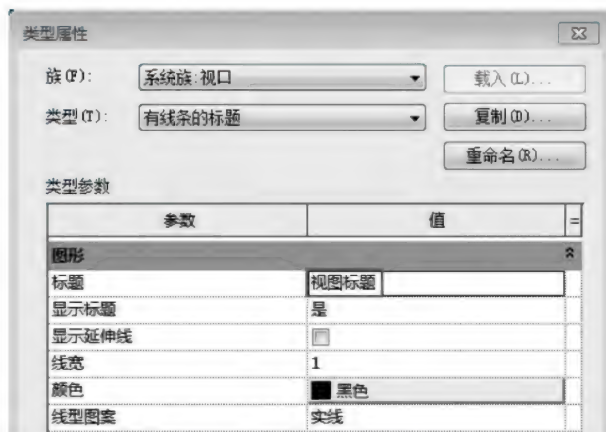 类型属性
族(F): 系统族:视口 载入(L)...
类型(T): 有线条的标题 复制(D)...
重命名(R)...
类型参数
参数 值 =
图形
标题 视图标题
显示标题 是
显示延伸线
线宽 1
颜色 黑色
线型图案 实线